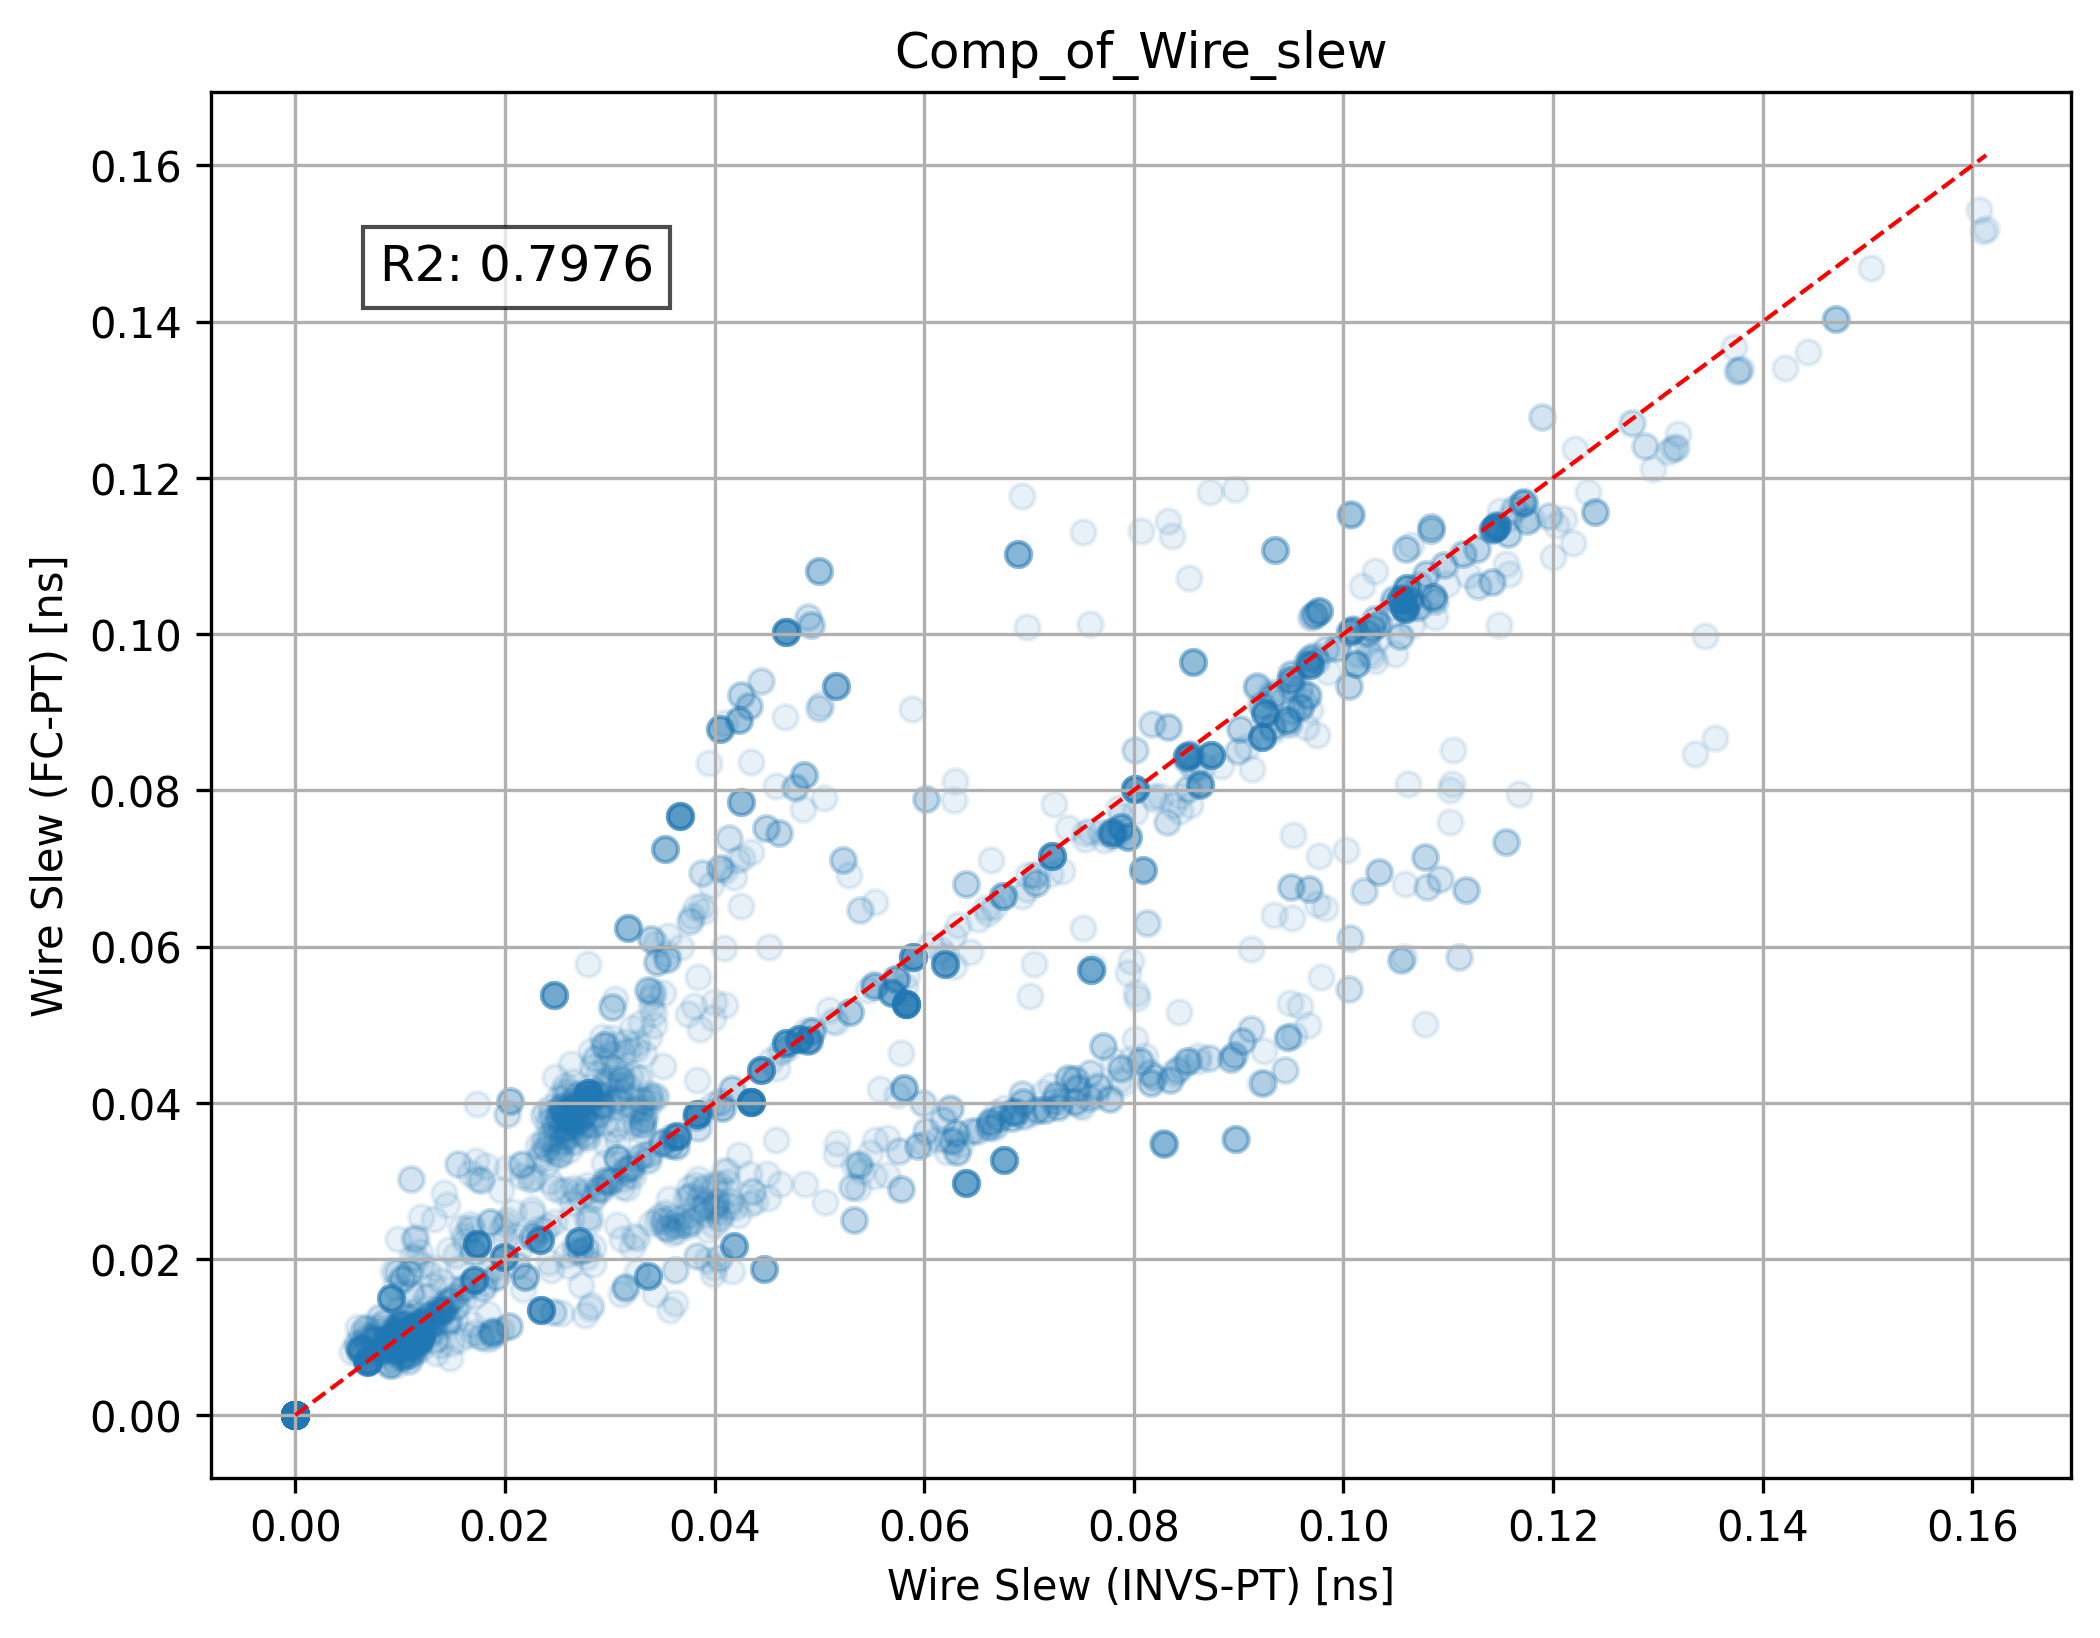 Comp_of_Wire_slew
R2: 0.7976
Wire Slew (FC-PT) [ns]
0.16
0.14
0.12
0.10
0.08
0.06
0.04
0.02
0.00
0.00 0.02 0.04 0.06 0.08 0.10 0.12 0.14 0.16
Wire Slew (INVS-PT) [ns]